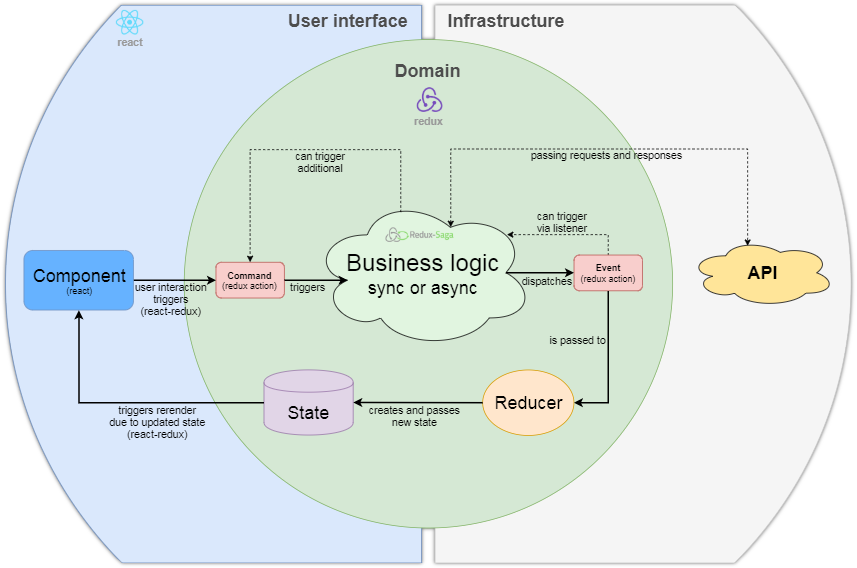 User interface
Infrastructure
react
Domain
redux
can trigger
additional
passing requests and responses
can trigger
via listener
Redux-Saga
Component
(react)
user interaction
triggers
(react-redux)
Command
(redux action)
triggers
Business logic
sync or async
dispatches
Event
(redux action)
API
is passed to
State
creates and passes
new state
Reducer
triggers rerender
due to updated state
(react-redux)